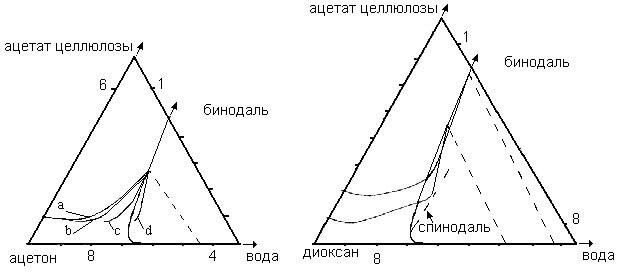 ацетат целлюлозы
6
1
бинодаль
a
b
c
d
ацетон
8
4
вода
ацетат целлюлозы
1
бинодаль
спинодаль
8
диоксан
8
вода